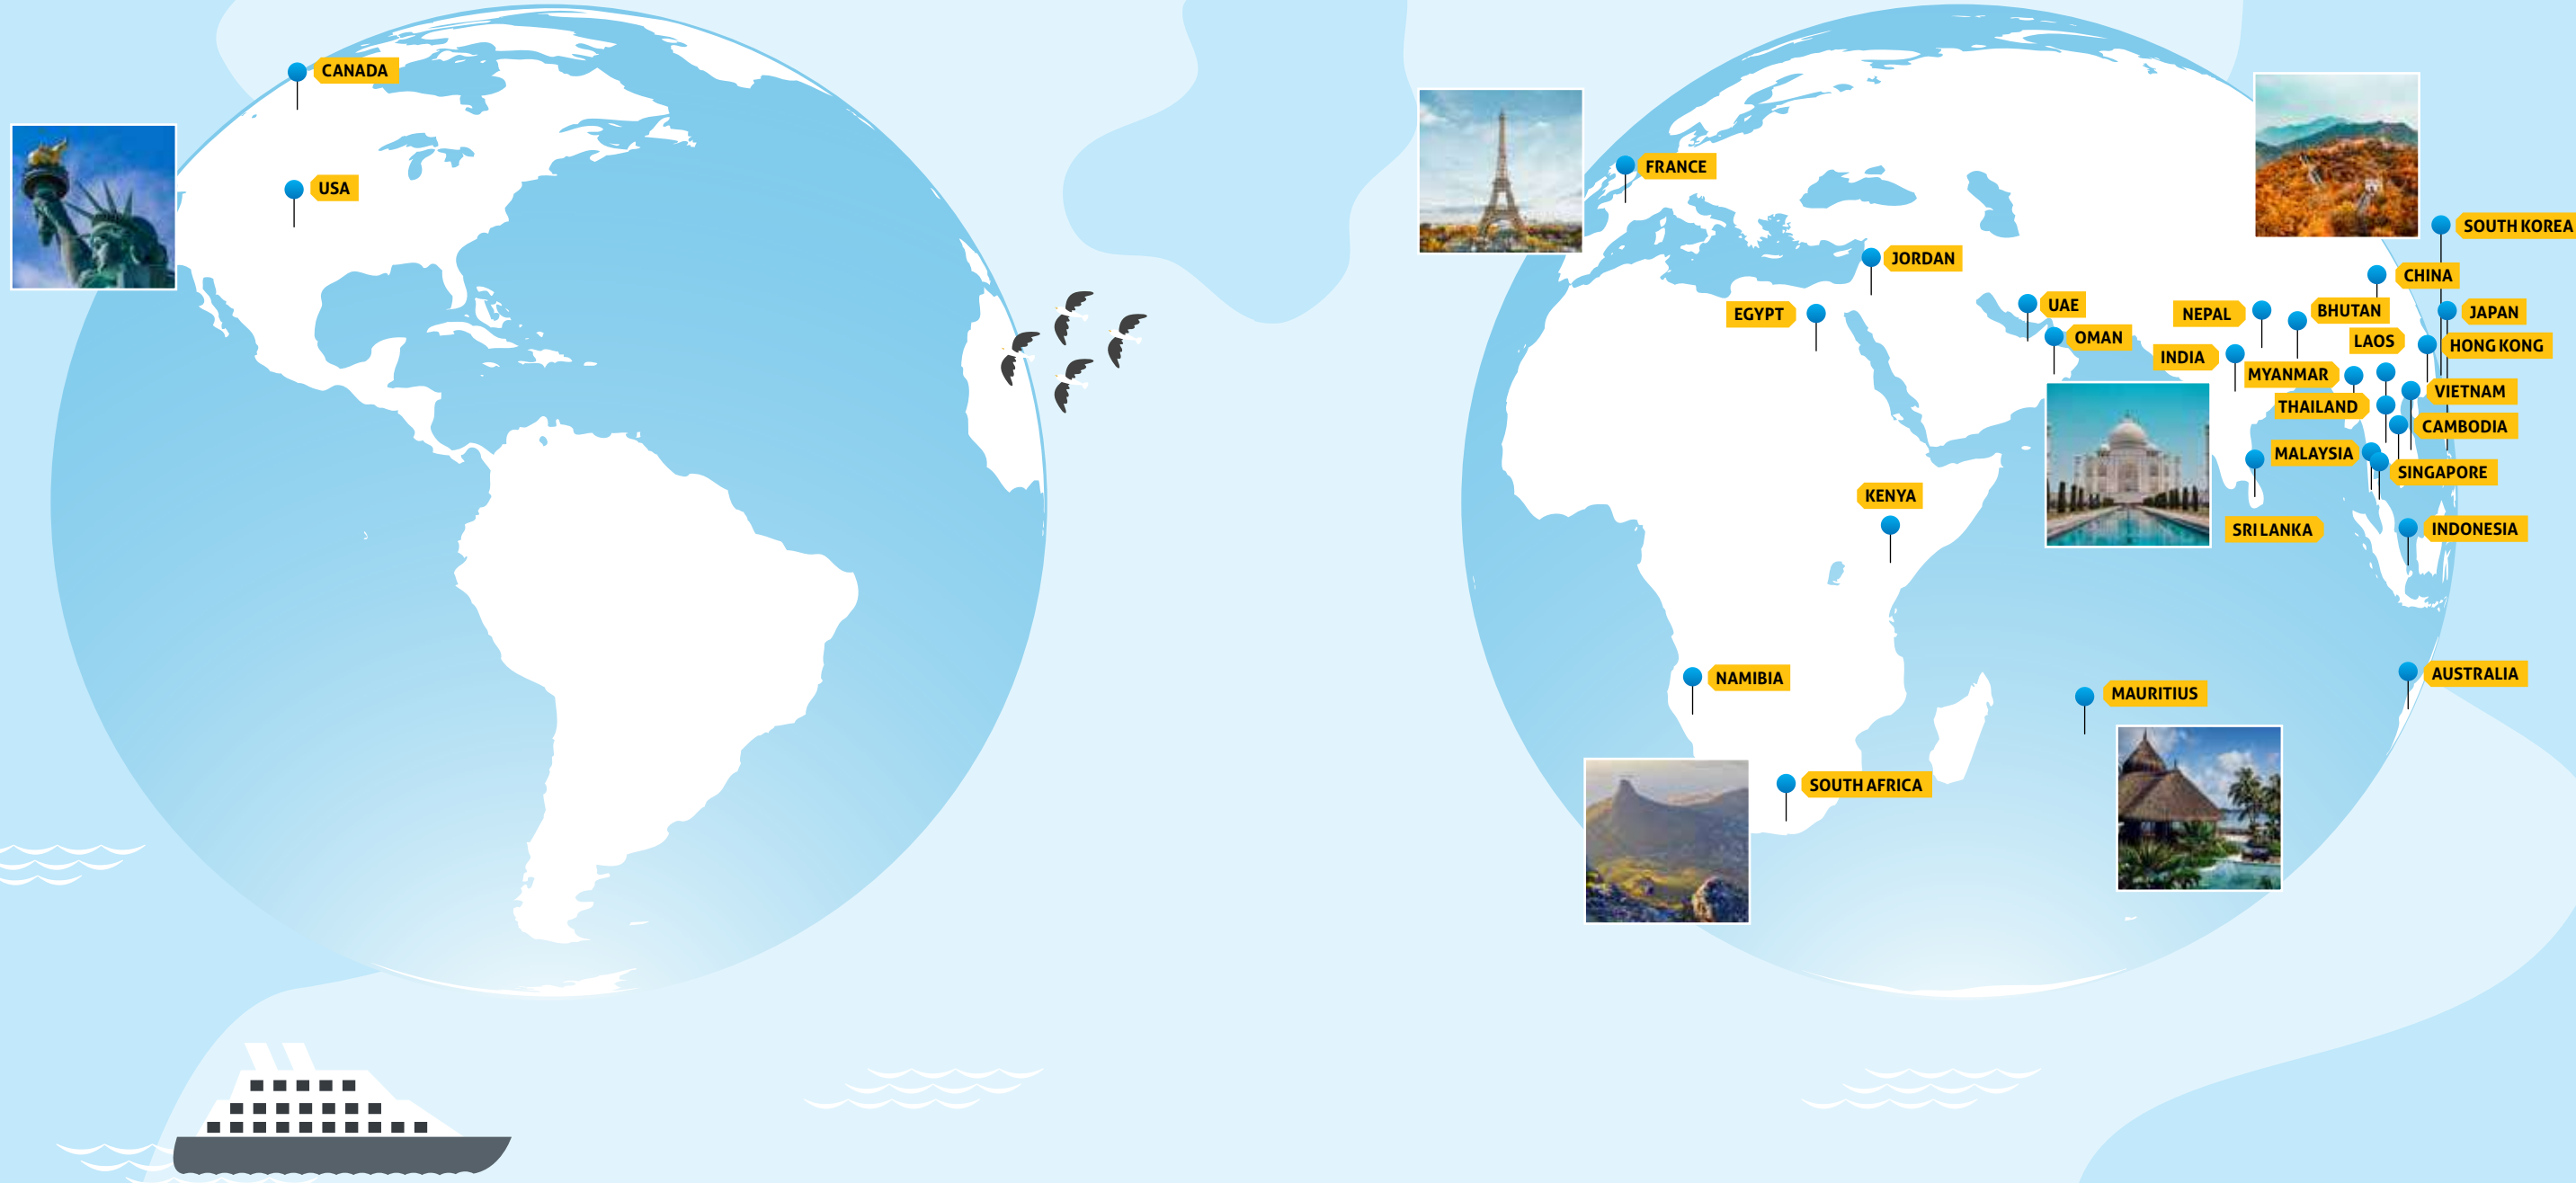 CANADA
USA
FRANCE
SOUTH KOREA
JORDAN
CHINA
UAE
EGYPT
NEPAL
BHUTAN
JAPAN
OMAN
LAOS
HONG KONG
INDIA
MYANMAR
VIETNAM
THAILAND
CAMBODIA
MALAYSIA
SINGAPORE
KENYA
SRI LANKA
INDONESIA
NAMIBIA
AUSTRALIA
MAURITIUS
SOUTH AFRICA